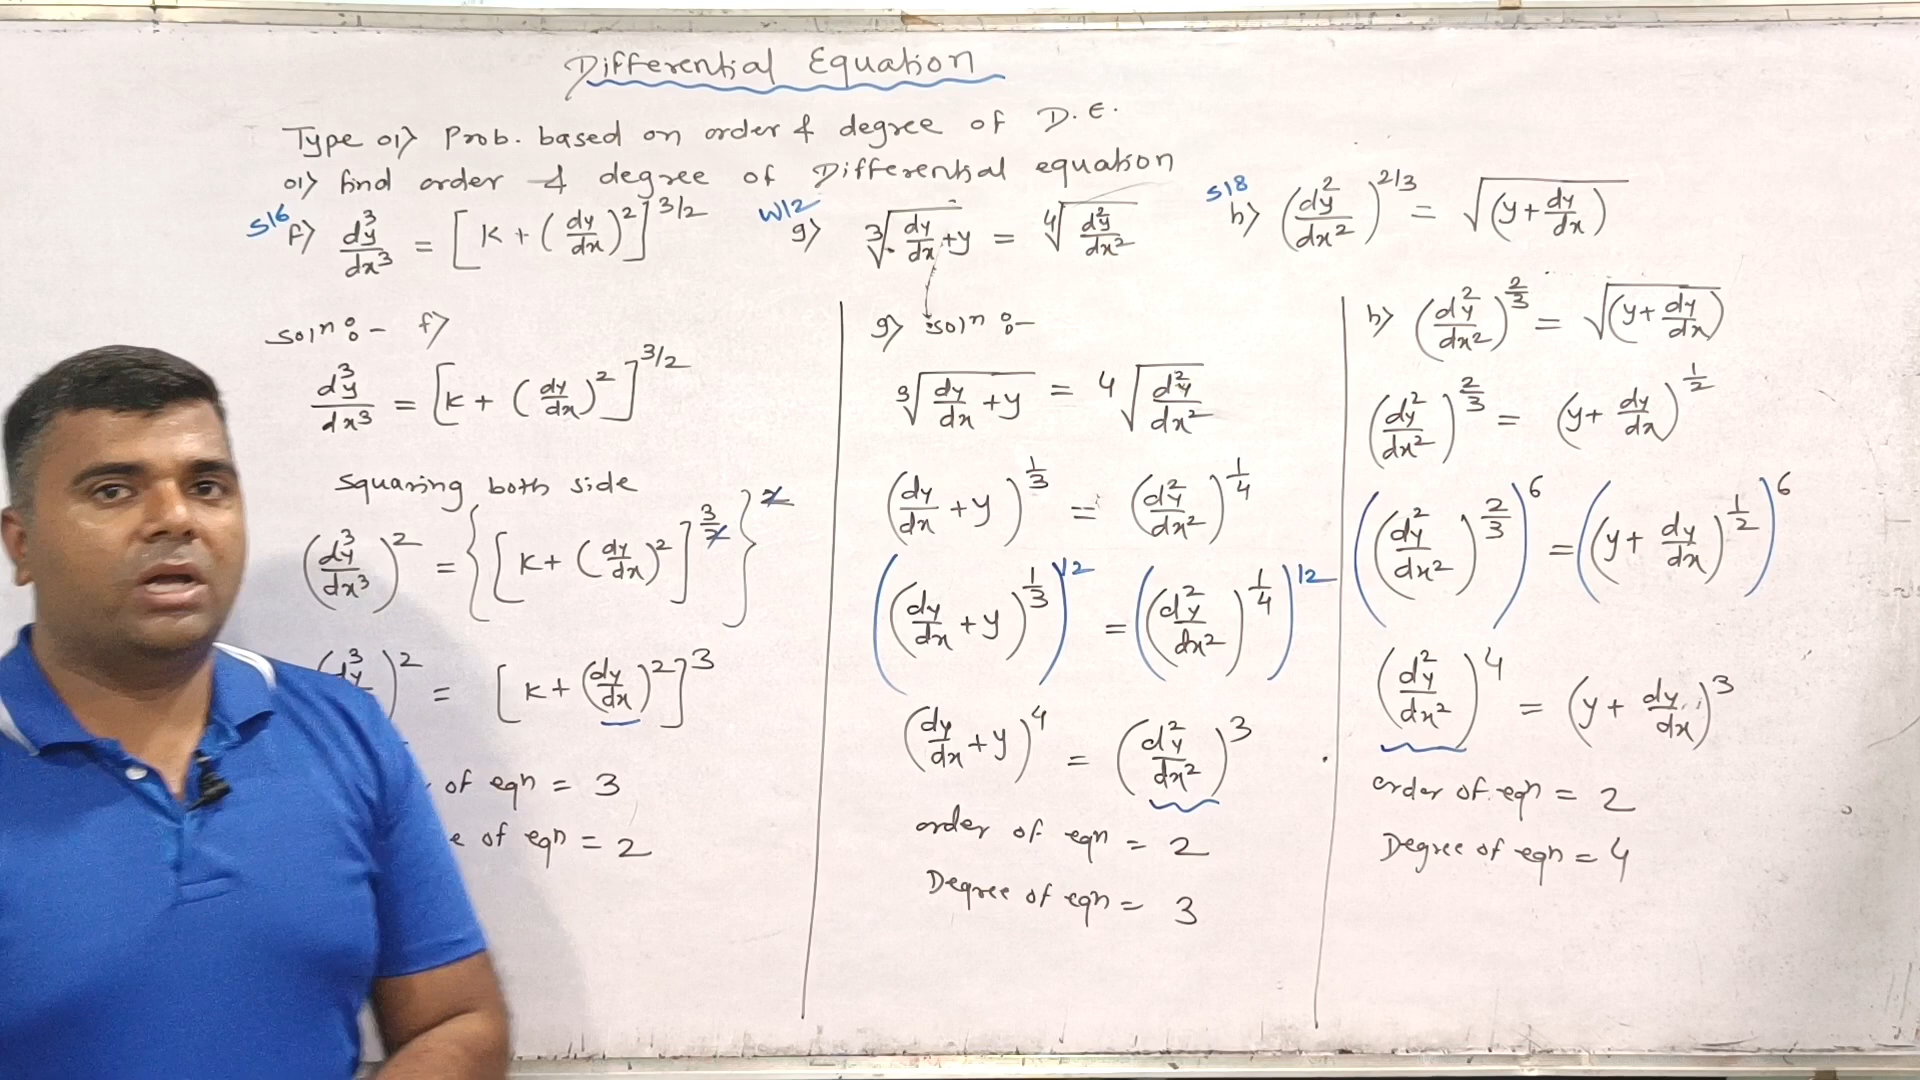 Differential Equation
Type 01> Prob. based on order & degree of D.E.
01> find order & degree of Differential equation
S16 f> d³y/dx³ = [K + (dy/dx)²]^3/2
W12 g> ∛(dy/dx + y) = ∜(d²y/dx²)
S18 h> (d²y/dx²)^2/3 = √(y + dy/dx)
Soln :- f>
d³y/dx³ = [K + (dy/dx)²]^3/2
Squaring both side
(d³y/dx³)² = {[K + (dy/dx)²]^3/2}²
(d³y )² = [K + (dy/dx)²]³
of eqn = 3
e of eqn = 2
g> Soln :-
∛(dy/dx + y) = ∜(d²y/dx²)
(dy/dx + y)^1/3 = (d²y/dx²)^1/4
((dy/dx + y)^1/3)^12 = ((d²y/dx²)^1/4)^12
(dy/dx + y)⁴ = (d²y/dx²)³
order of eqn = 2
Degree of eqn = 3
h> (d²y/dx²)^2/3 = √(y + dy/dx)
(d²y/dx²)^2/3 = (y + dy/dx)^1/2
((d²y/dx²)^2/3)^6 = ((y + dy/dx)^1/2)^6
(d²y/dx²)⁴ = (y + dy/dx)³
order of eqn = 2
Degree of eqn = 4